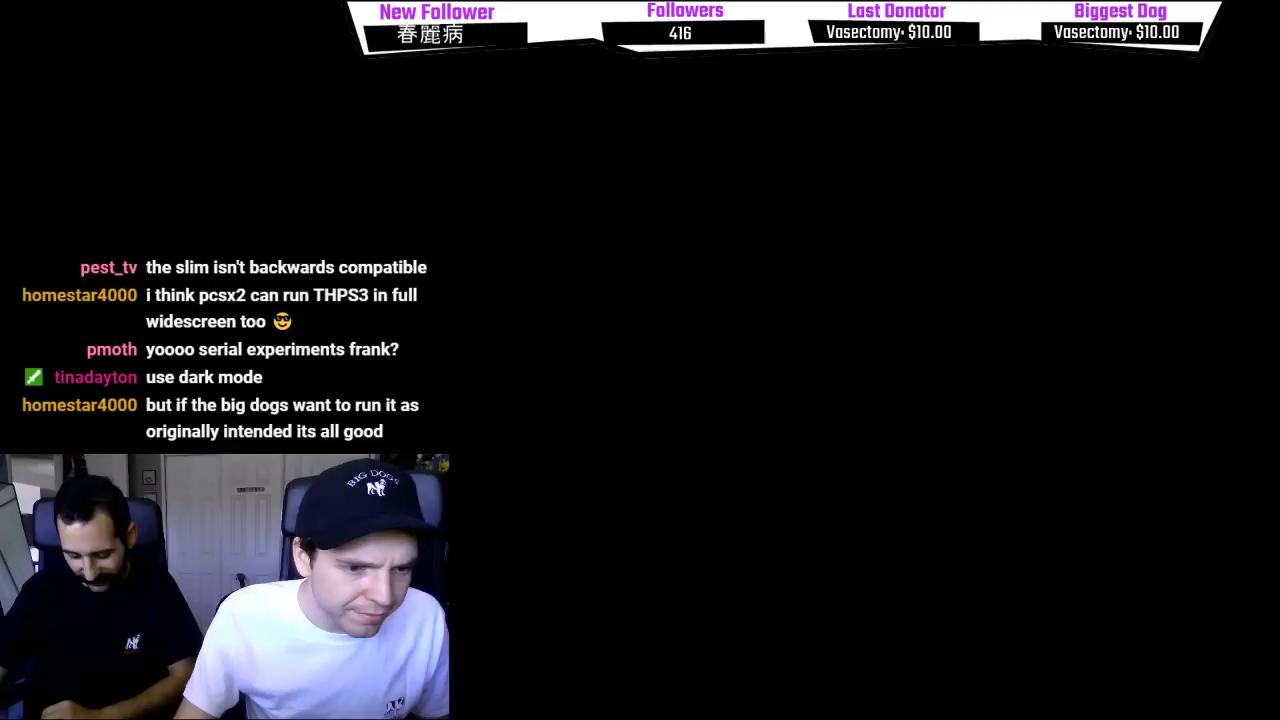 New Follower
春麗病
Followers
416
Last Donator
Vasectomy· $10.00
Biggest Dog
Vasectomy· $10.00
pest_tv the slim isn't backwards compatible
homestar4000 i think pcsx2 can run THPS3 in full
widescreen too 😎
pmoth yoooo serial experiments frank?
tinadayton use dark mode
homestar4000 but if the big dogs want to run it as
originally intended its all good
BIG DOGS